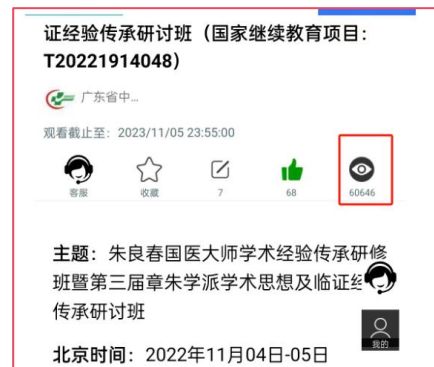 证经验传承研讨班（国家继续教育项目：
T20221914048）
广东省中...
观看截止至：2023/11/05 23:55:00
客服 收藏 7 68 60646
主题：朱良春国医大师学术经验传承研修
班暨第三届章朱学派学术思想及临证经
传承研讨班
我的
北京时间：2022年11月04日-05日